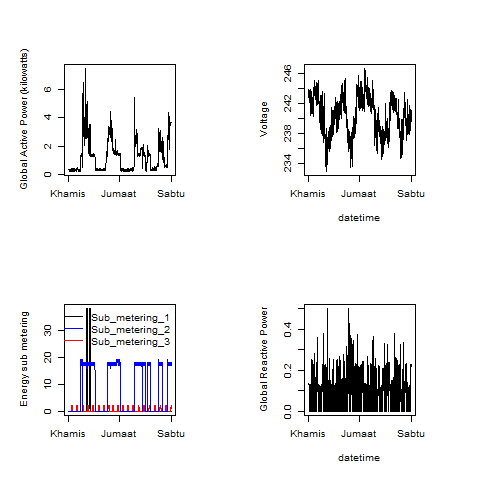 Global Active Power (kilowatts)
0 2 4 6
Khamis Jumaat Sabtu
Voltage
234 238 242 246
Khamis Jumaat Sabtu
datetime
Energy sub metering
0 10 20 30
Sub_metering_1
Sub_metering_2
Sub_metering_3
Khamis Jumaat Sabtu
Global Reactive Power
0.0 0.2 0.4
Khamis Jumaat Sabtu
datetime